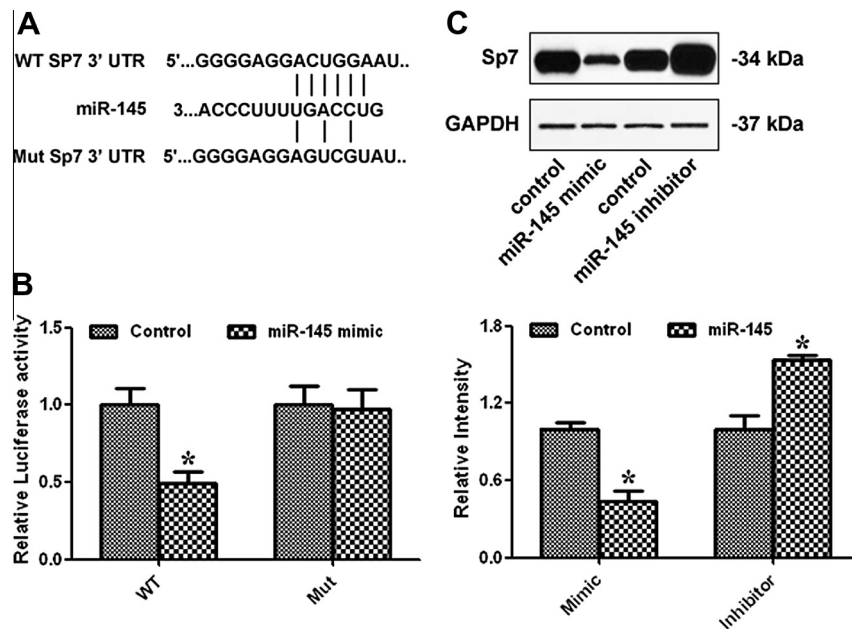 A
WT SP7 3' UTR 5'...GGGGAGGACUGGAAU..
miR-145 3...ACCCUUUUUGACCUG
Mut Sp7 3' UTR 5'...GGGGAGGAGUCGUAU..
B
Relative Luciferase activity
1.5
1.0
0.5
0.0
Control
miR-145 mimic
*
WT
Mut
C
Sp7
-34 kDa
GAPDH
-37 kDa
control
miR-145 mimic
control
miR-145 inhibitor
Relative Intensity
1.8
1.2
0.6
0.0
Control
miR-145
*
*
Mimic
Inhibitor